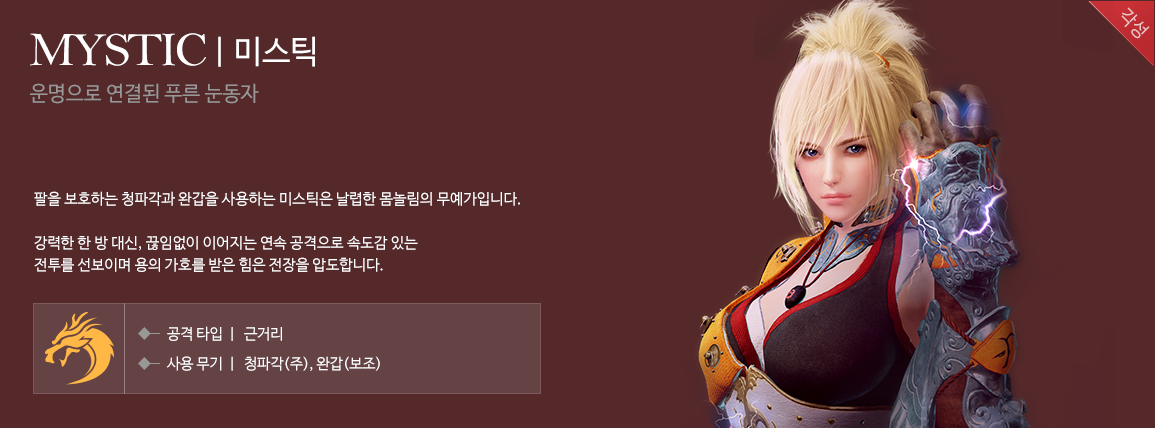 MYSTIC | 미스틱
각성
운명으로 연결된 푸른 눈동자
팔을 보호하는 청파각과 완갑을 사용하는 미스틱은 날렵한 몸놀림의 무예가입니다.
강력한 한 방 대신, 끊임없이 이어지는 연속 공격으로 속도감 있는
전투를 선보이며 용의 가호를 받은 힘은 전장을 압도합니다.
공격 타입 | 근거리
사용 무기 | 청파각(주), 완갑(보조)